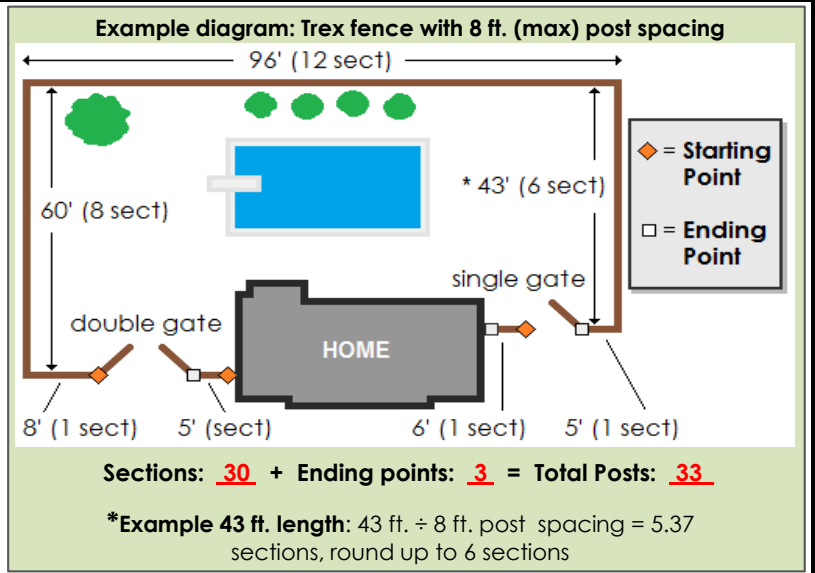 Example diagram: Trex fence with 8 ft. (max) post spacing
96' (12 sect)
60' (8 sect)
* 43' (6 sect)
= Starting
Point
= Ending
Point
single gate
double gate
HOME
8' (1 sect)
5' (sect)
6' (1 sect)
5' (1 sect)
Sections: 30 + Ending points: 3 = Total Posts: 33
*Example 43 ft. length: 43 ft. ÷ 8 ft. post spacing = 5.37
sections, round up to 6 sections